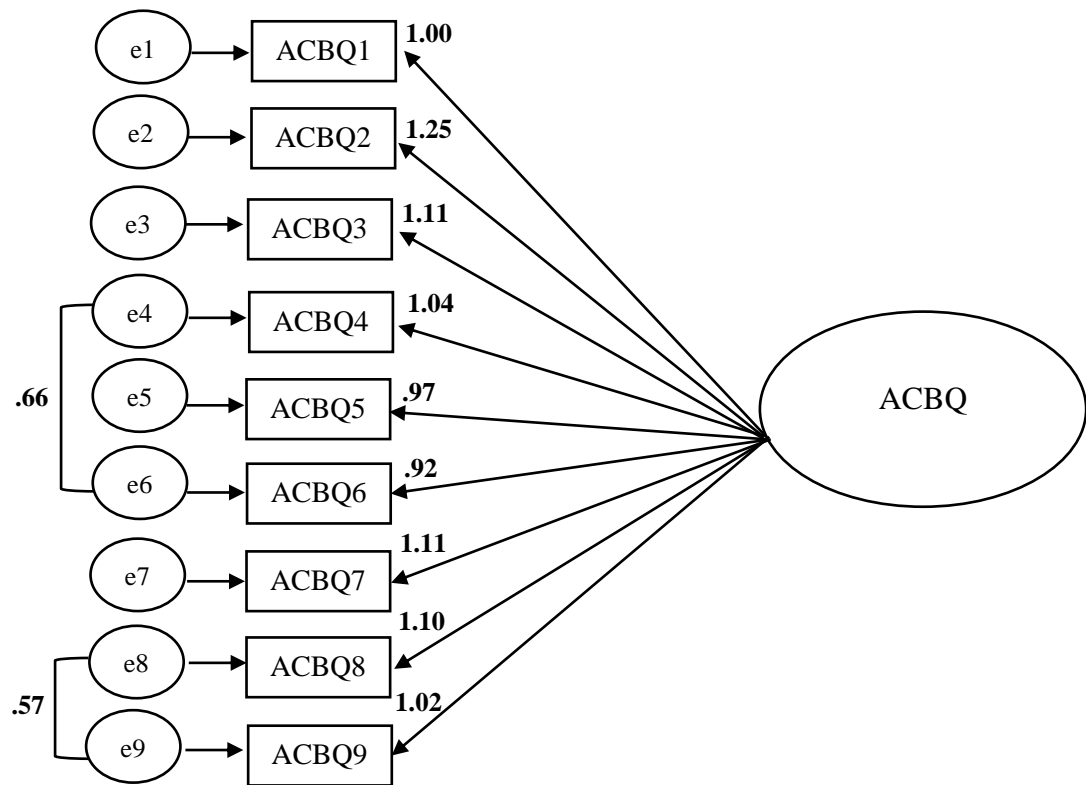 1.00
e1
ACBQ1
1.25
e2
ACBQ2
1.11
e3
ACBQ3
1.04
e4
ACBQ4
.66
.97
e5
ACBQ5
ACBQ
.92
e6
ACBQ6
1.11
e7
ACBQ7
1.10
e8
ACBQ8
.57
1.02
e9
ACBQ9